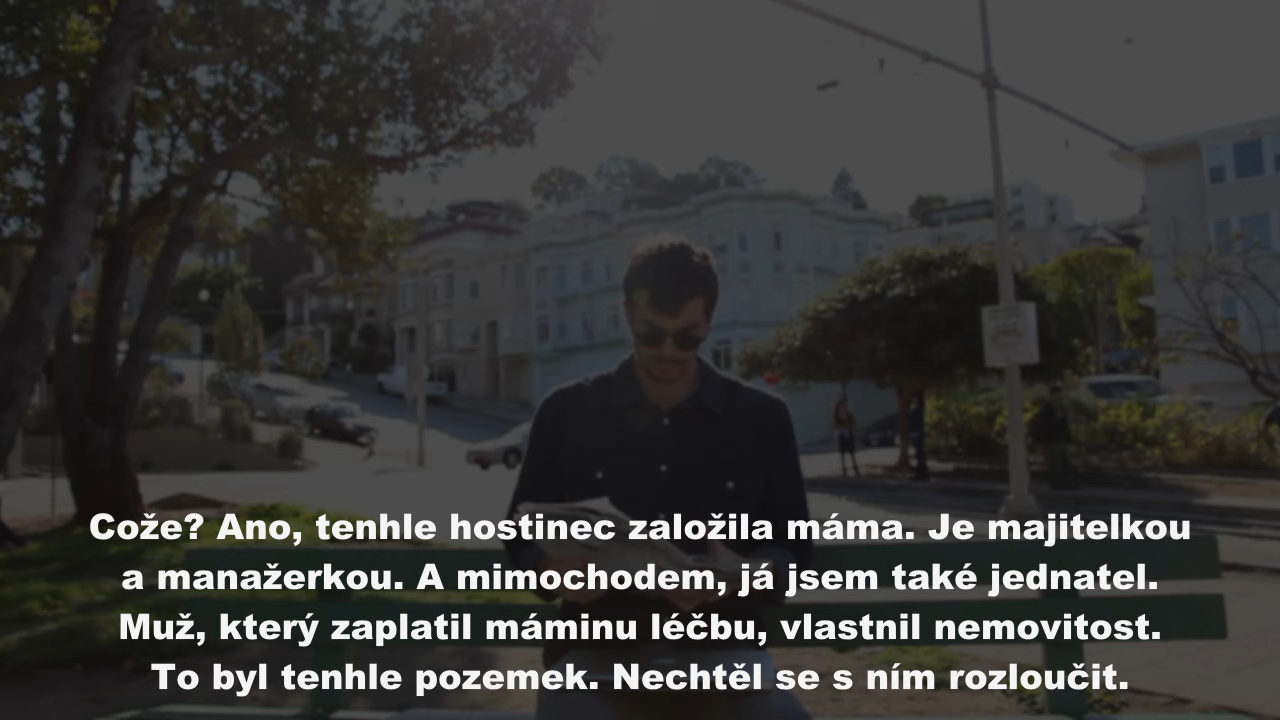 Cože? Ano, tenhle hostinec založila máma. Je majitelkou
a manažerkou. A mimochodem, já jsem také jednatel.
Muž, který zaplatil máminu léčbu, vlastnil nemovitost.
To byl tenhle pozemek. Nechtěl se s ním rozloučit.